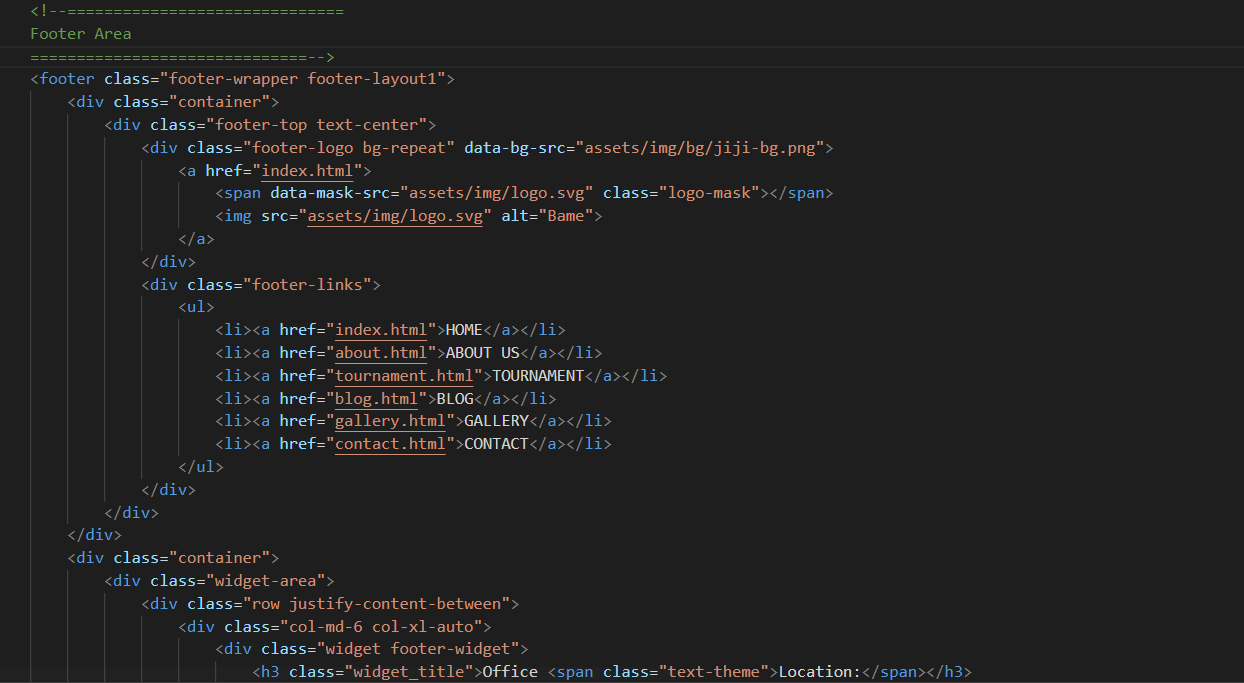 <!--==============================
Footer Area
==============================-->
<footer class="footer-wrapper footer-layout1">
<div class="container">
<div class="footer-top text-center">
<div class="footer-logo bg-repeat" data-bg-src="assets/img/bg/jiji-bg.png">
<a href="index.html">
<span data-mask-src="assets/img/logo.svg" class="logo-mask"></span>
<img src="assets/img/logo.svg" alt="Bame">
</a>
</div>
<div class="footer-links">
<ul>
<li><a href="index.html">HOME</a></li>
<li><a href="about.html">ABOUT US</a></li>
<li><a href="tournament.html">TOURNAMENT</a></li>
<li><a href="blog.html">BLOG</a></li>
<li><a href="gallery.html">GALLERY</a></li>
<li><a href="contact.html">CONTACT</a></li>
</ul>
</div>
</div>
</div>
<div class="container">
<div class="widget-area">
<div class="row justify-content-between">
<div class="col-md-6 col-xl-auto">
<div class="widget footer-widget">
<h3 class="widget_title">Office <span class="text-theme">Location:</span></h3>